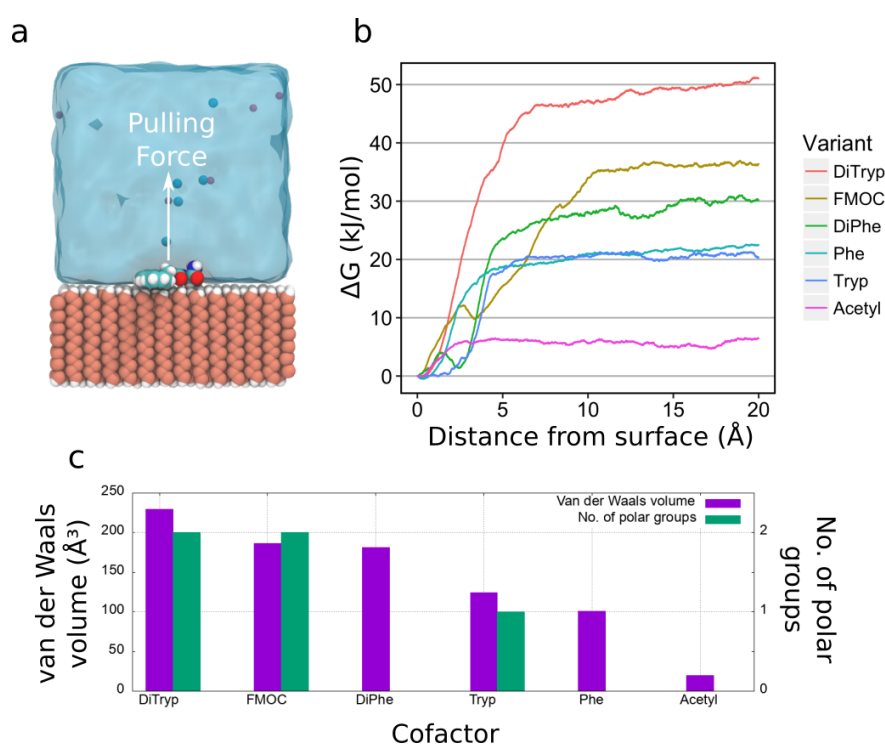 a
Pulling
Force
b
ΔG (kJ/mol)
50
40
30
20
10
0
0 5 10 15 20
Distance from surface (Å)
Variant
DiTryp
FMOC
DiPhe
Phe
Tryp
Acetyl
c
van der Waals
volume (Å³)
250
200
150
100
50
0
Van der Waals volume
No. of polar groups
2
1
0
No. of polar
groups
DiTryp FMOC DiPhe Tryp Phe Acetyl
Cofactor